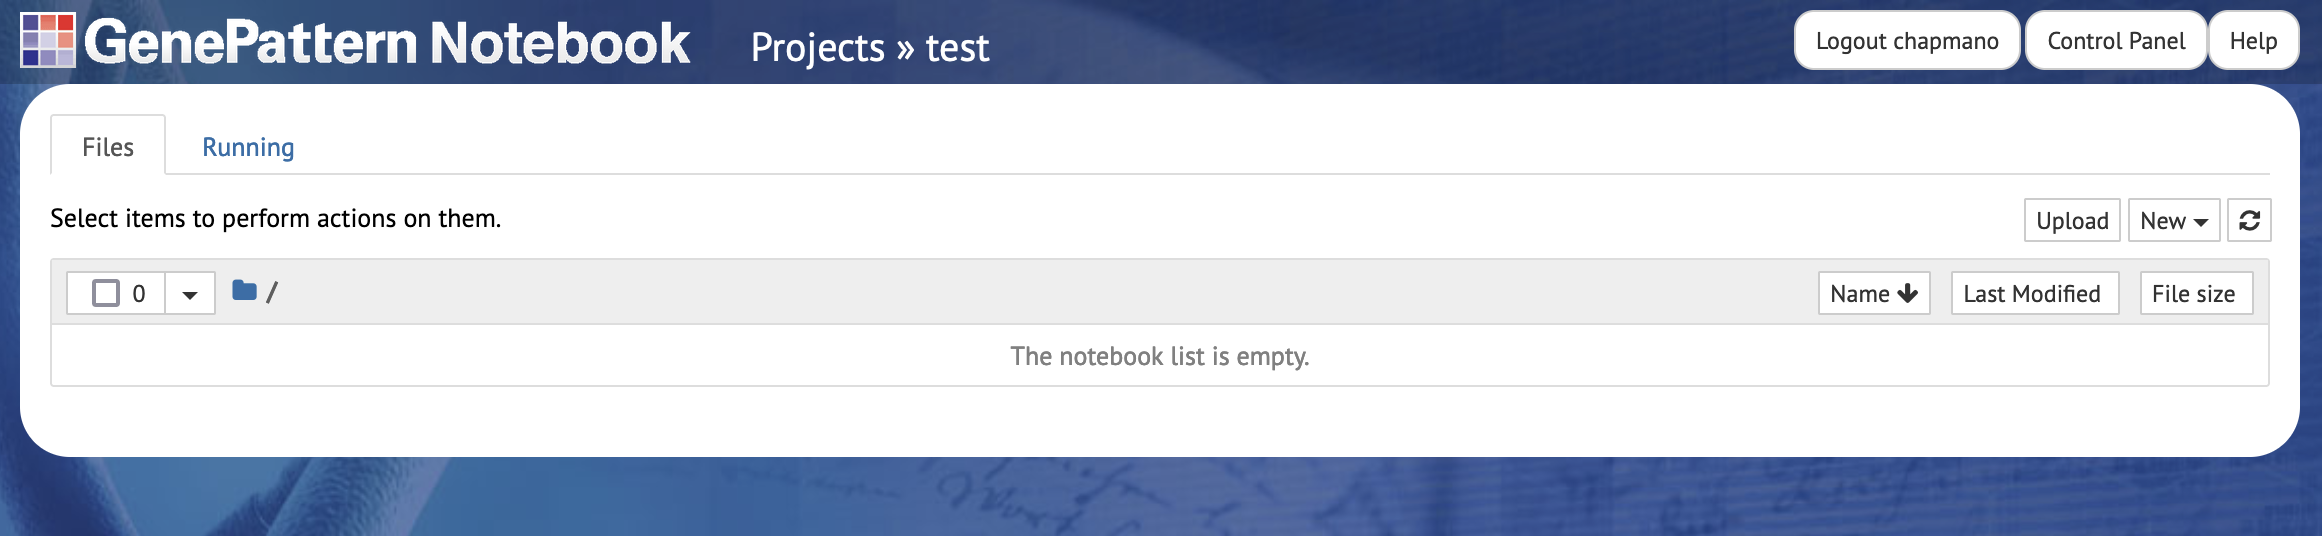 GenePattern Notebook Projects » test Logout chapmano Control Panel Help
Files Running
Select items to perform actions on them. Upload New
0 / Name Last Modified File size
The notebook list is empty.